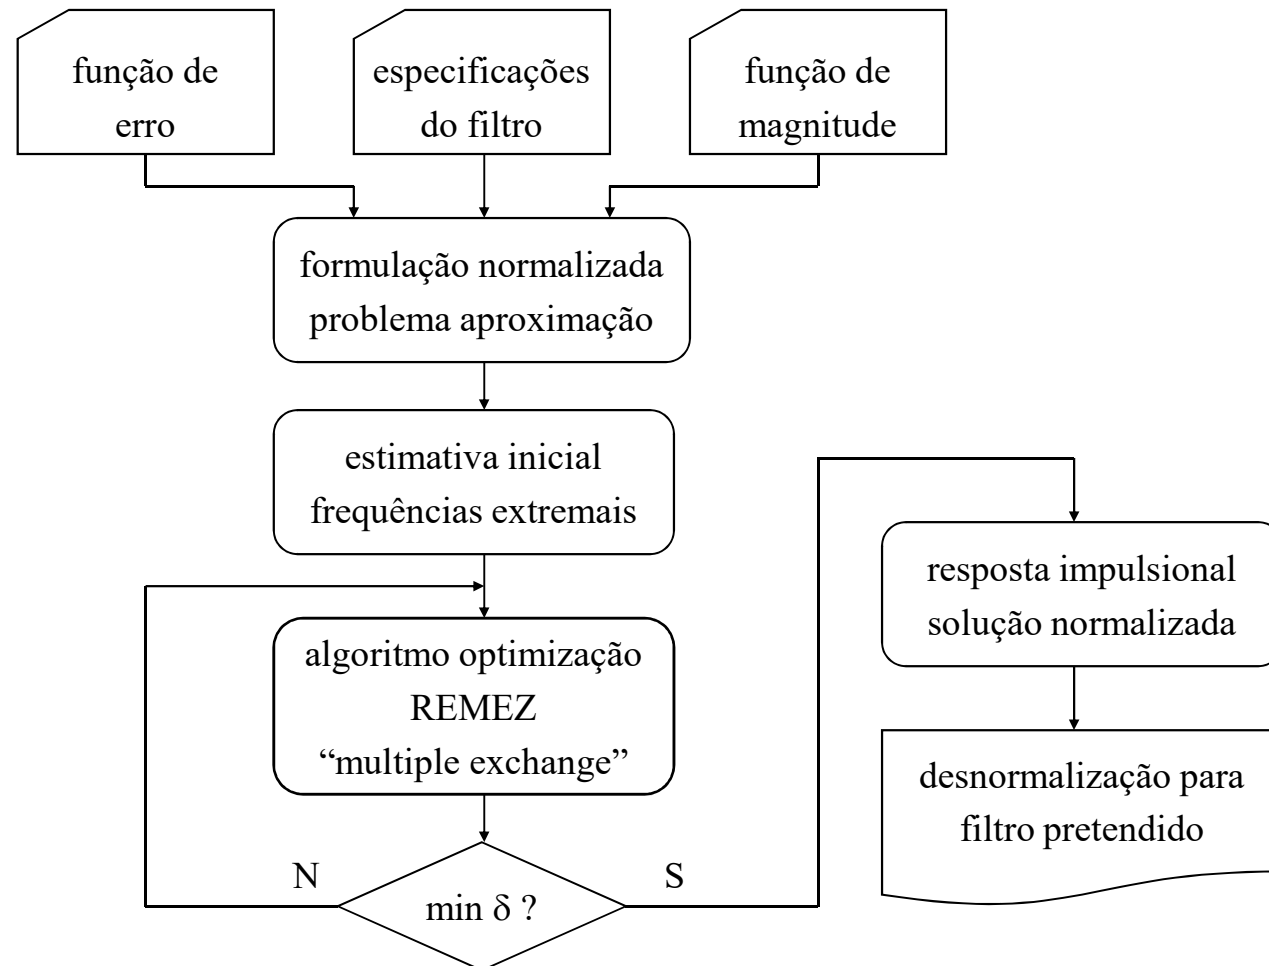 função de
erro
especificações
do filtro
função de
magnitude
formulação normalizada
problema aproximação
estimativa inicial
frequências extremais
algoritmo optimização
REMEZ
“multiple exchange”
N
min δ ?
S
resposta impulsional
solução normalizada
desnormalização para
filtro pretendido